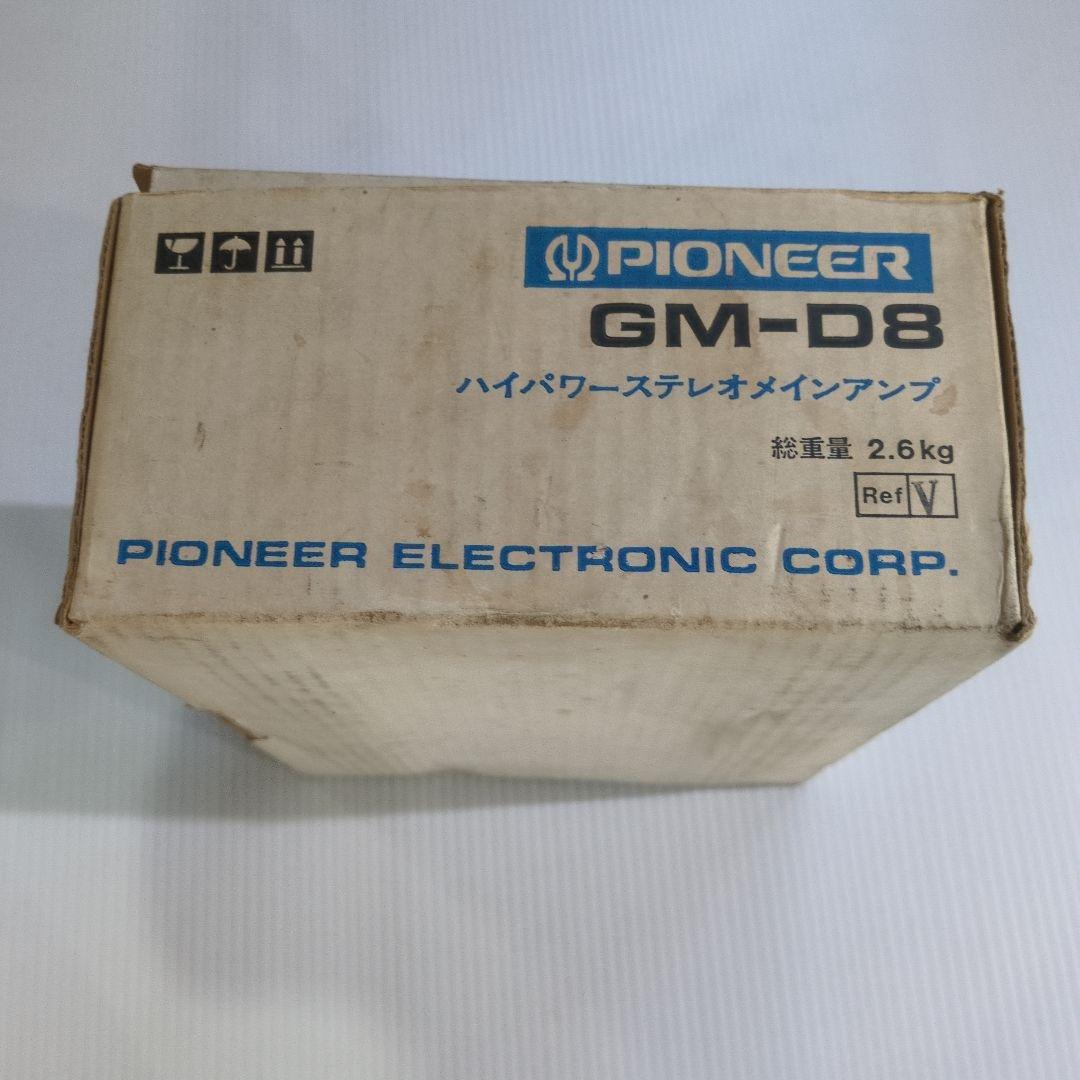 PIONEER
GM-D8
ハイパワーステレオメインアンプ
総重量 2.6kg
Ref V
PIONEER ELECTRONIC CORP.